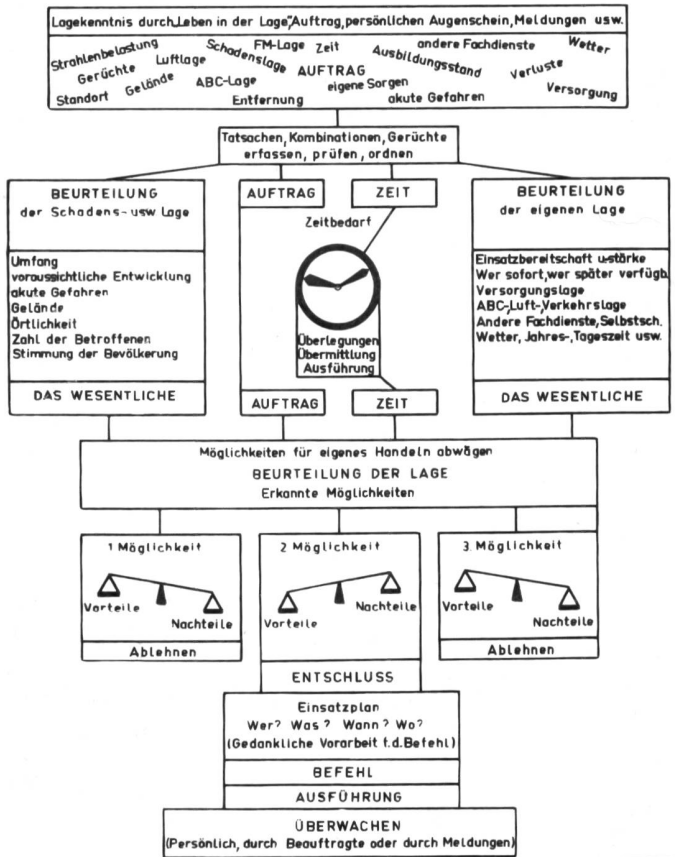 Lagekenntnis durch„Leben in der Lage“,Auftrag,persönlichen Augenschein,Meldungen usw.
Strahlenbelastung
Schadenslage
FM-Lage
Zeit
Ausbildungsstand
andere Fachdienste
Wetter
Gerüchte
Luftlage
AUFTRAG
Verluste
Standort
Gelände
ABC-Lage
eigene Sorgen
Versorgung
Entfernung
akute Gefahren
Tatsachen,Kombinationen,Gerüchte
erfassen, prüfen, ordnen
BEURTEILUNG
der Schadens-usw Lage
Umfang
voraussichtliche Entwicklung
akute Gefahren
Gelände
Örtlichkeit
Zahl der Betroffenen
Stimmung der Bevölkerung
DAS WESENTLICHE
AUFTRAG
ZEIT
Zeitbedarf
Überlegungen
Übermittlung
Ausführung
AUFTRAG
ZEIT
BEURTEILUNG
der eigenen Lage
Einsatzbereitschaft u-stärke
Wer sofort,wer später verfügb.
Versorgungslage
ABC-,Luft-,Verkehrslage
Andere Fachdienste,Selbstsch.
Wetter, Jahres-,Tageszeit usw.
DAS WESENTLICHE
Möglichkeiten für eigenes Handeln abwägen
BEURTEILUNG DER LAGE
Erkannte Möglichkeiten
1 Möglichkeit
Vorteile
Nachteile
Ablehnen
2 Möglichkeit
Vorteile
Nachteile
3. Möglichkeit
Vorteile
Nachteile
Ablehnen
ENTSCHLUSS
Einsatzplan
Wer? Was? Wann? Wo?
(Gedankliche Vorarbeit f.d.Befehl)
BEFEHL
AUSFÜHRUNG
ÜBERWACHEN
(Persönlich, durch Beauftragte oder durch Meldungen)